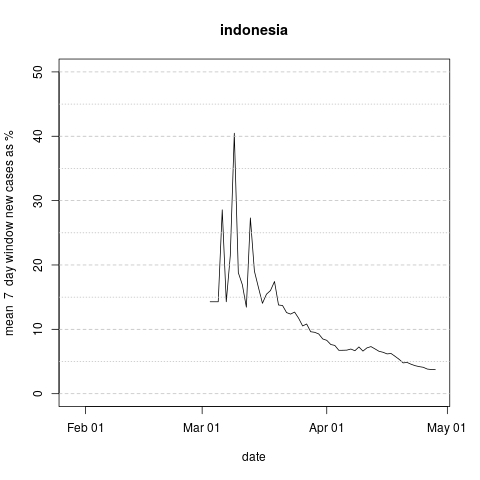 indonesia
mean 7 day window new cases as %
50
40
30
20
10
0
Feb 01
Mar 01
Apr 01
May 01
date